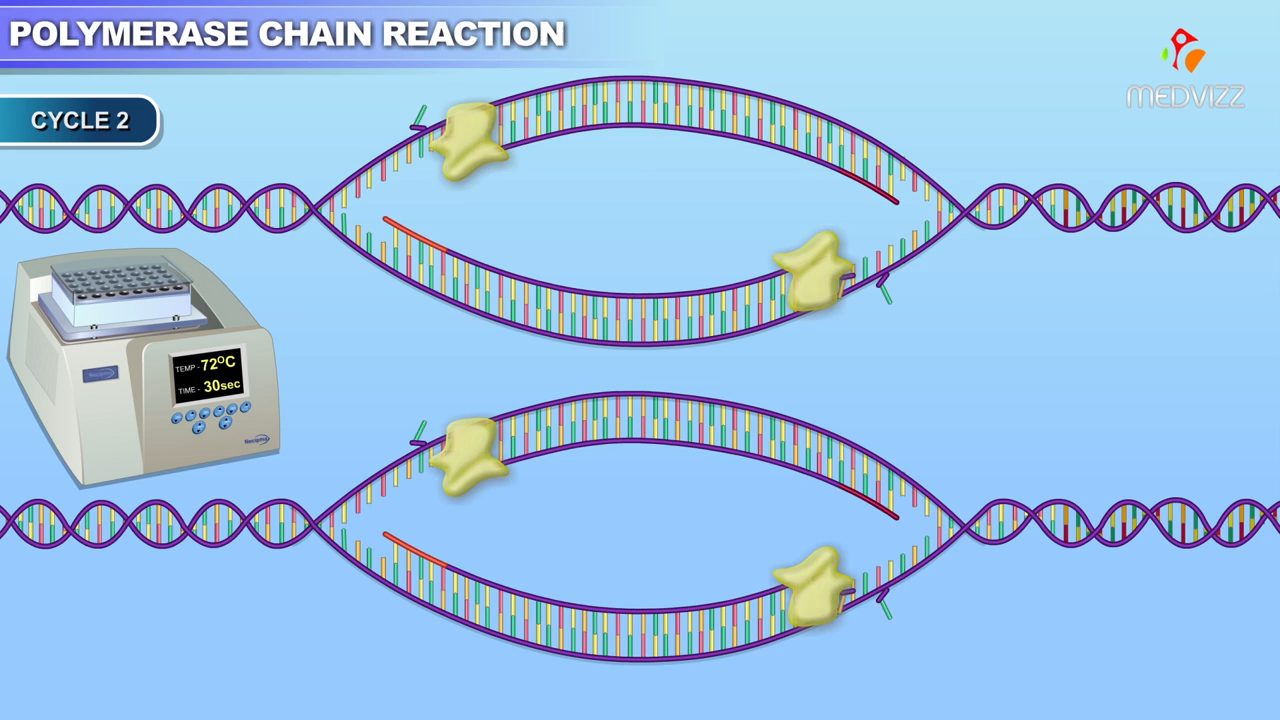 POLYMERASE CHAIN REACTION
MEDVIZZ
CYCLE 2
TEMP - 72°C
TIME - 30sec